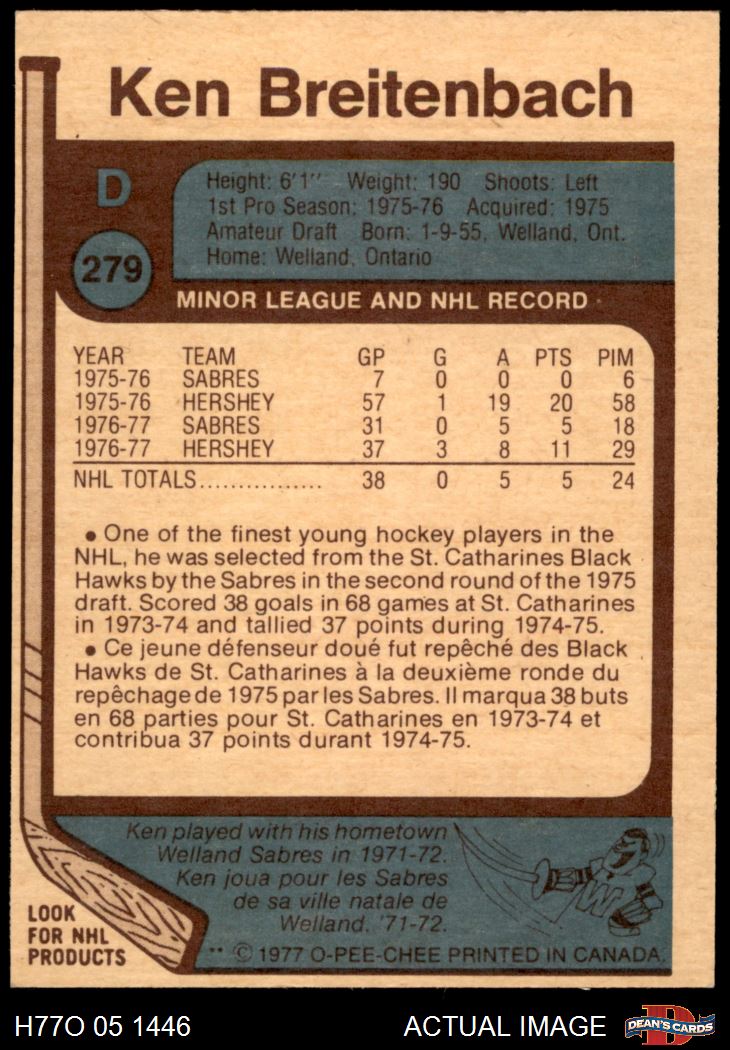 Ken Breitenbach
D
279
Height: 6'1" Weight: 190 Shoots: Left
1st Pro Season: 1975-76 Acquired: 1975
Amateur Draft Born: 1-9-55, Welland, Ont.
Home: Welland, Ontario
MINOR LEAGUE AND NHL RECORD
YEAR TEAM GP G A PTS PIM
1975-76 SABRES 7 0 0 0 6
1975-76 HERSHEY 57 1 19 20 58
1976-77 SABRES 31 0 5 5 18
1976-77 HERSHEY 37 3 8 11 29
NHL TOTALS................ 38 0 5 5 24
• One of the finest young hockey players in the
NHL, he was selected from the St. Catharines Black
Hawks by the Sabres in the second round of the 1975
draft. Scored 38 goals in 68 games at St. Catharines
in 1973-74 and tallied 37 points during 1974-75.
• Ce jeune défenseur doué fut repêché des Black
Hawks de St. Catharines à la deuxième ronde du
repêchage de 1975 par les Sabres. Il marqua 38 buts
en 68 parties pour St. Catharines en 1973-74 et
contribua 37 points durant 1974-75.
Ken played with his hometown
Welland Sabres in 1971-72.
Ken joua pour les Sabres
de sa ville natale de
Welland, '71-72.
W
LOOK
FOR NHL
PRODUCTS
** © 1977 O-PEE-CHEE PRINTED IN CANADA.
H77O 05 1446
ACTUAL IMAGE
D
DEAN'S CARDS